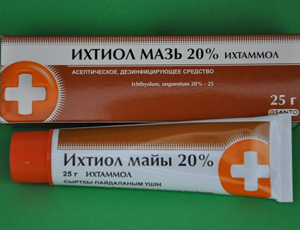 ИХТИОЛ МАЗЬ 20% ИХТАММОЛ
АСЕПТИЧЕСКОЕ, ДЕЗИНФИЦИРУЮЩЕЕ СРЕДСТВО
Ichthyolum, unguentum 20% - 25
25 г
SANTO
Ихтиол майы 20%
25 г ИХТАММОЛ
СЫРТҚЫ ПАЙДАЛАНЫМ ҮШІН